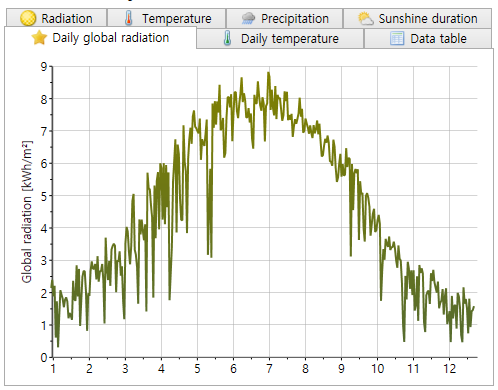 Radiation Temperature Precipitation Sunshine duration
Daily global radiation Daily temperature Data table
Global radiation [kWh/m²]
9
8
7
6
5
4
3
2
1
0
1 2 3 4 5 6 7 8 9 10 11 12